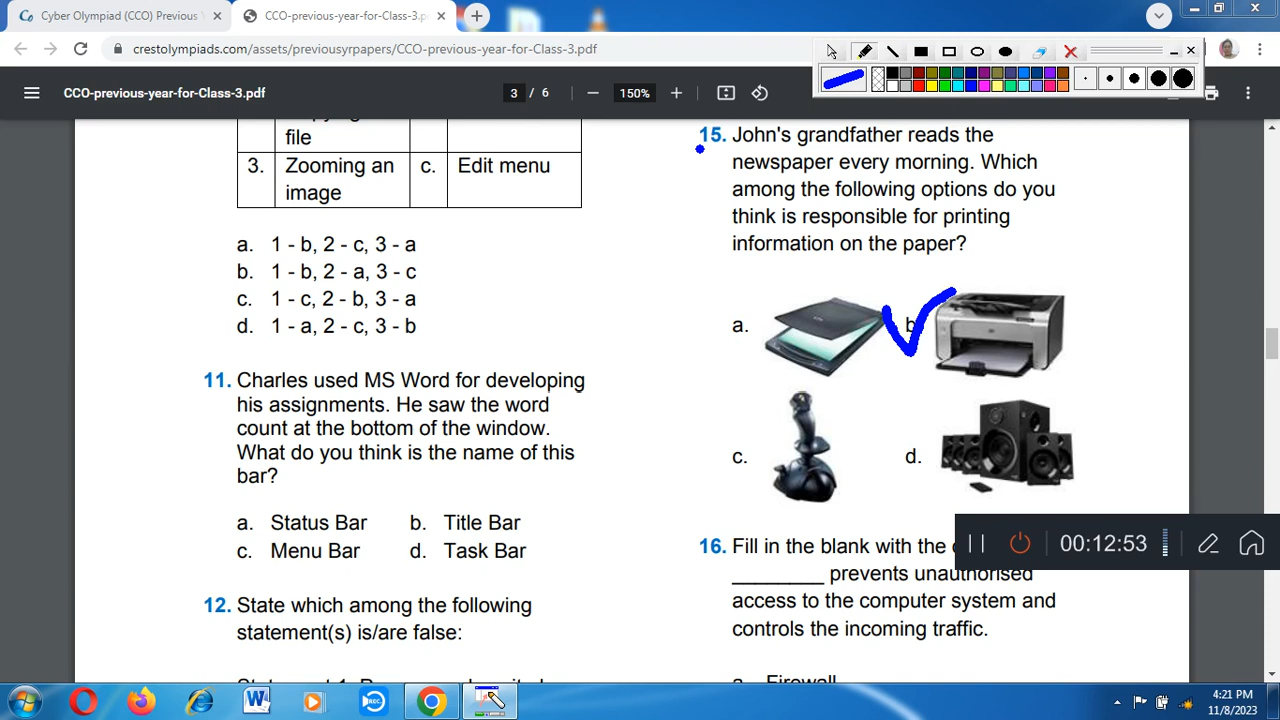 Cyber Olympiad (CCO) Previous Y
CCO-previous-year-for-Class-3.p
crestolympiads.com/assets/previousyrpapers/CCO-previous-year-for-Class-3.pdf
CCO-previous-year-for-Class-3.pdf
3 / 6
150%
file
3. Zooming an c. Edit menu
image
a. 1 - b, 2 - c, 3 - a
b. 1 - b, 2 - a, 3 - c
c. 1 - c, 2 - b, 3 - a
d. 1 - a, 2 - c, 3 - b
11. Charles used MS Word for developing
his assignments. He saw the word
count at the bottom of the window.
What do you think is the name of this
bar?
a. Status Bar b. Title Bar
c. Menu Bar d. Task Bar
12. State which among the following
statement(s) is/are false:
15. John's grandfather reads the
newspaper every morning. Which
among the following options do you
think is responsible for printing
information on the paper?
a. b.
c. d.
16. Fill in the blank with the
________ prevents unauthorised
access to the computer system and
controls the incoming traffic.
a. Firewall
00:12:53
REC
4:21 PM
11/8/2023